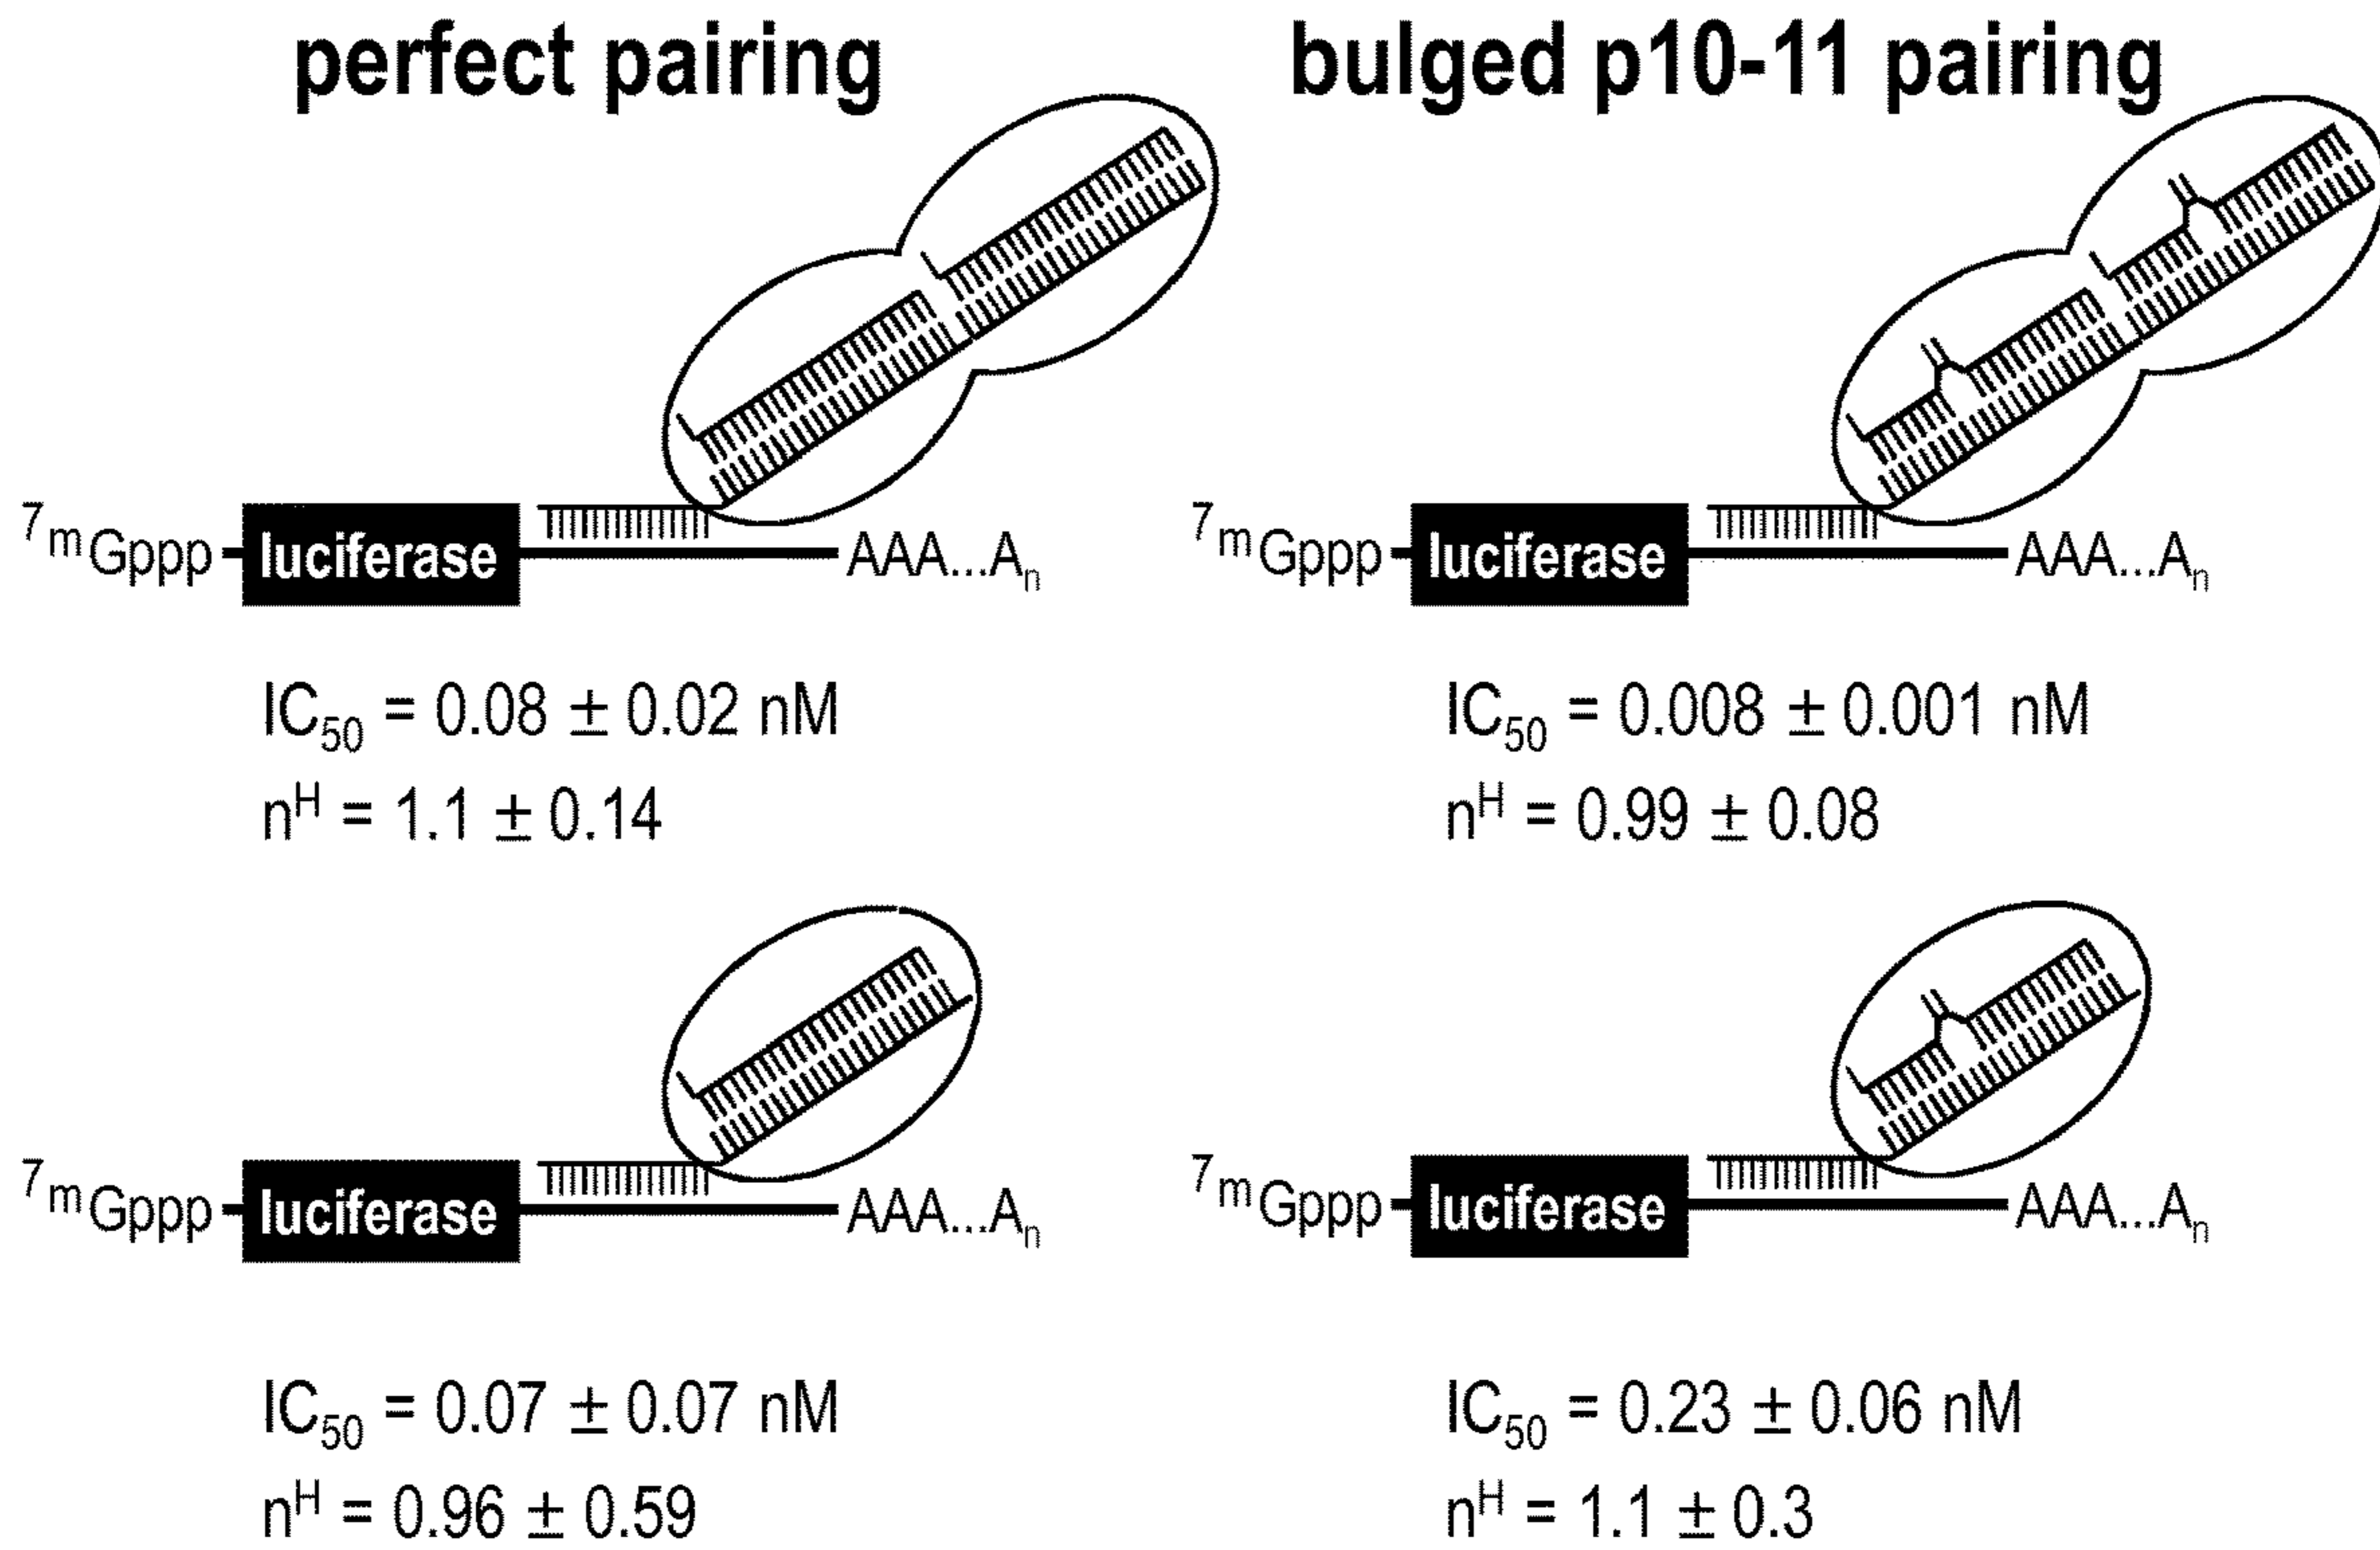 perfect pairing
bulged p10-11 pairing
7mGppp luciferase AAA...An
7mGppp luciferase AAA...An
IC50 = 0.08 ± 0.02 nM
nH = 1.1 ± 0.14
IC50 = 0.008 ± 0.001 nM
nH = 0.99 ± 0.08
7mGppp luciferase AAA...An
7mGppp luciferase AAA...An
IC50 = 0.07 ± 0.07 nM
nH = 0.96 ± 0.59
IC50 = 0.23 ± 0.06 nM
nH = 1.1 ± 0.3